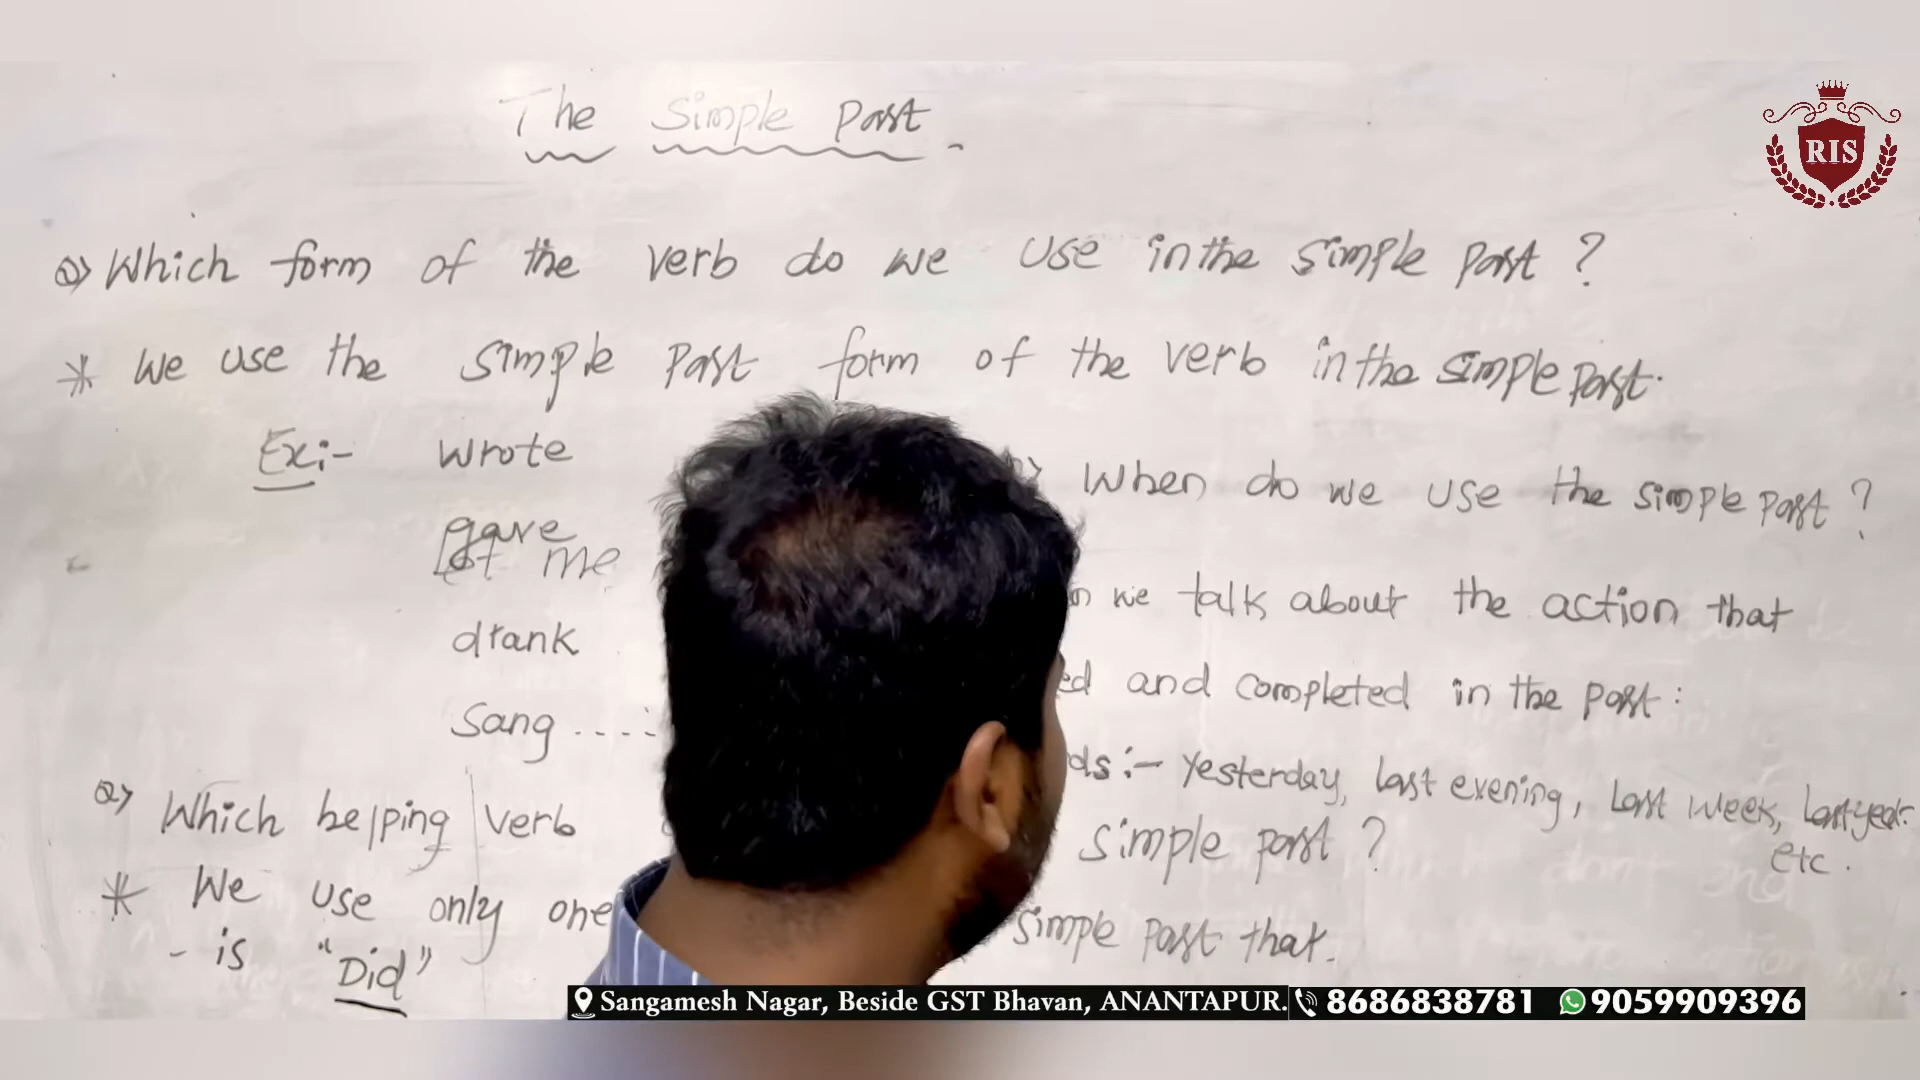 The Simple Past.
RIS
Q) Which form of the verb do we use in the simple past?
* We use the simple past form of the verb in the simple past.
Ex:- wrote
gave
let me
drank
Sang .....
When do we use the simple past?
we talk about the action that
and completed in the past:
Yesterday, last evening, last week, last year.
etc.
Q) Which helping verb
simple past?
* We use only one
simple past that.
- is "Did"
Sangamesh Nagar, Beside GST Bhavan, ANANTAPUR. 8686838781 9059909396